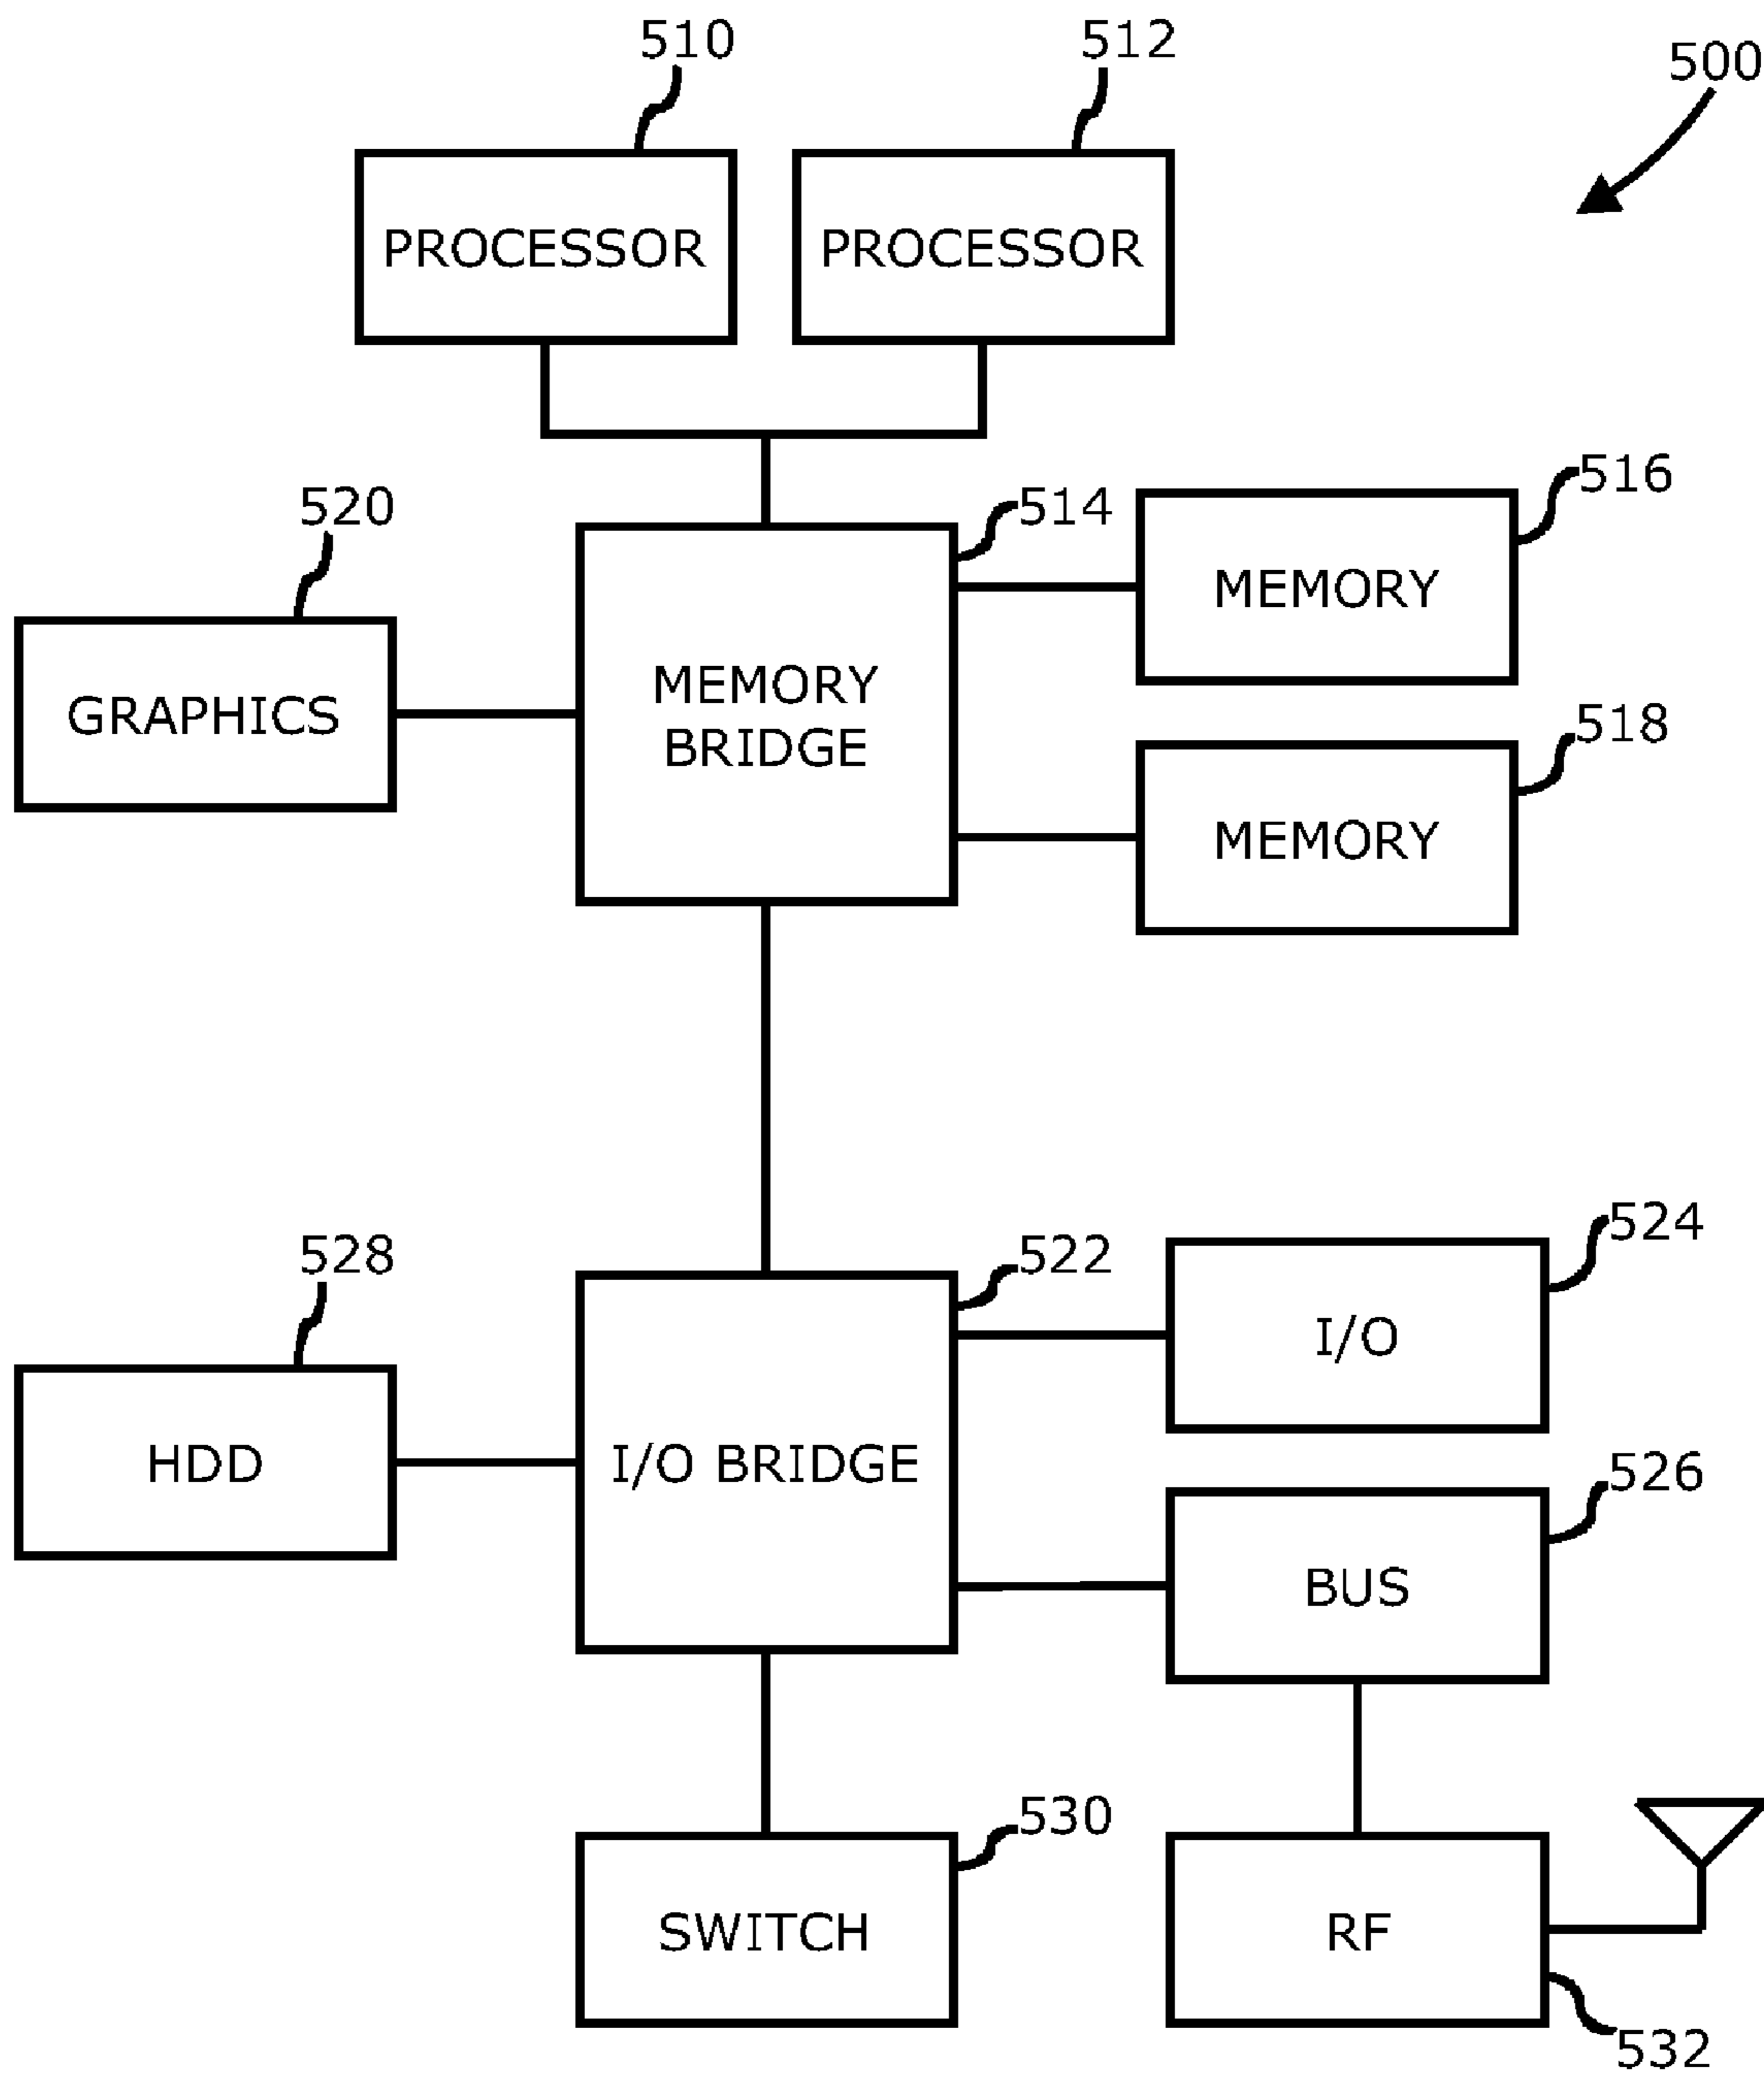 510
512
500
PROCESSOR
PROCESSOR
516
514
520
MEMORY
MEMORY
BRIDGE
GRAPHICS
518
MEMORY
524
522
528
I/O
I/O BRIDGE
HDD
526
BUS
530
SWITCH
RF
532